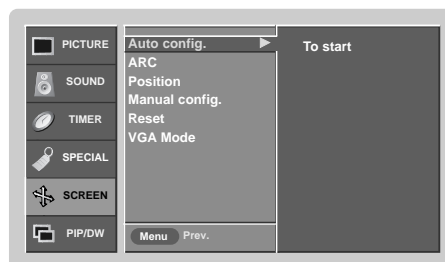 PICTURE
SOUND
TIMER
SPECIAL
SCREEN
PIP/DW
Auto config.
ARC
Position
Manual config.
Reset
VGA Mode
Menu Prev.
To start